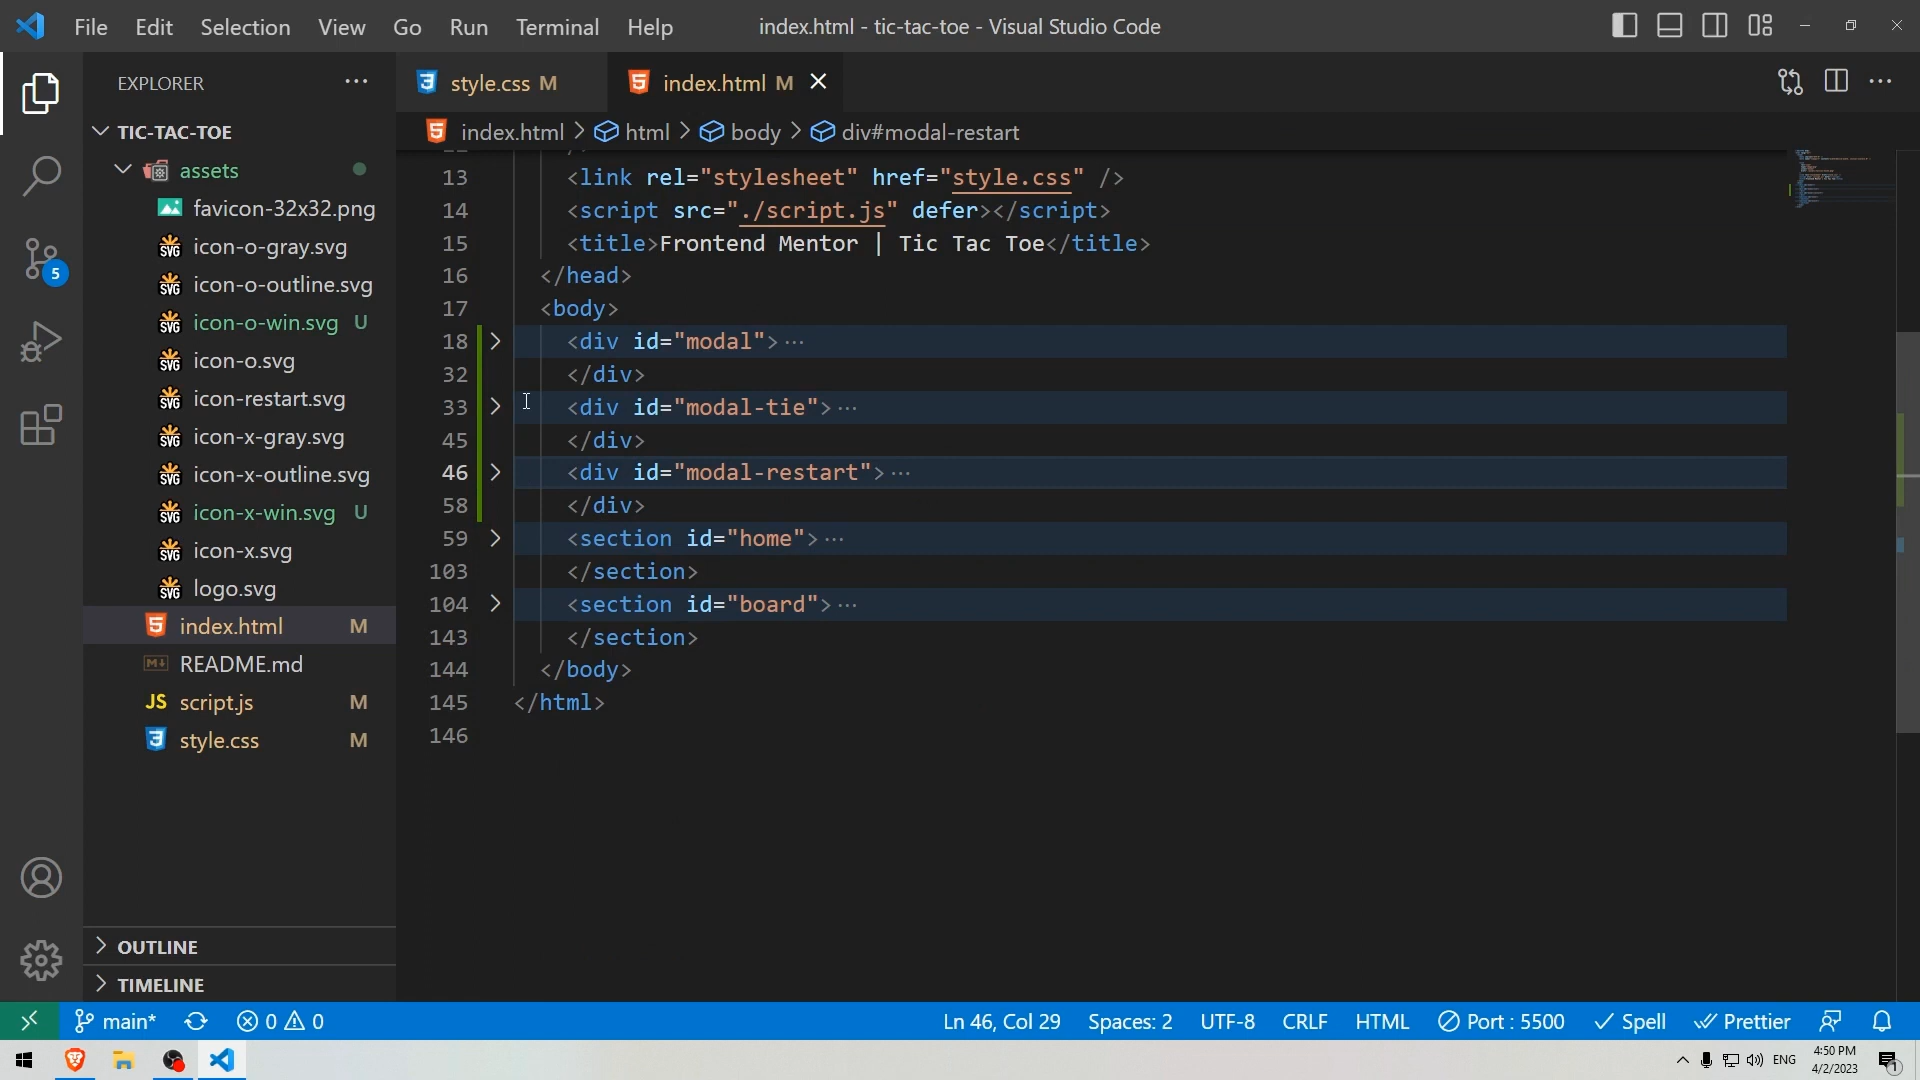 File Edit Selection View Go Run Terminal Help index.html - tic-tac-toe - Visual Studio Code
EXPLORER
TIC-TAC-TOE
assets
favicon-32x32.png
icon-o-gray.svg
icon-o-outline.svg
icon-o-win.svg U
icon-o.svg
icon-restart.svg
icon-x-gray.svg
icon-x-outline.svg
icon-x-win.svg U
icon-x.svg
logo.svg
index.html M
README.md
JS script.js M
style.css M
OUTLINE
TIMELINE
5
style.css M index.html M
index.html > html > body > div#modal-restart
13 <link rel="stylesheet" href="style.css" />
14 <script src="./script.js" defer></script>
15 <title>Frontend Mentor | Tic Tac Toe</title>
16 </head>
17 <body>
18 <div id="modal">···
32 </div>
33 <div id="modal-tie">···
45 </div>
46 <div id="modal-restart">···
58 </div>
59 <section id="home">···
103 </section>
104 <section id="board">···
143 </section>
144 </body>
145 </html>
146
main* 0 0 Ln 46, Col 29 Spaces: 2 UTF-8 CRLF HTML Port : 5500 Spell Prettier
ENG 4:50 PM
4/2/2023
1